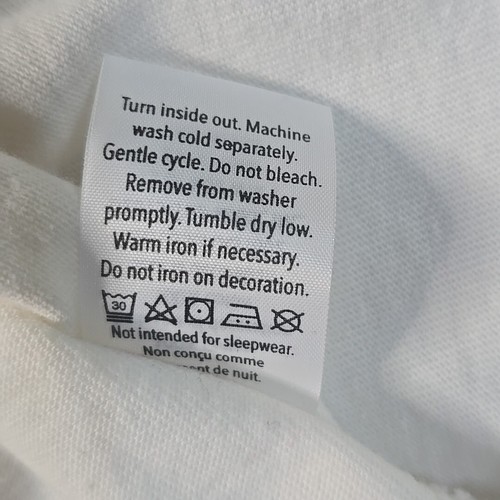 Turn inside out. Machine
wash cold separately.
Gentle cycle. Do not bleach.
Remove from washer
promptly. Tumble dry low.
Warm iron if necessary.
Do not iron on decoration.
30
Not intended for sleepwear.
Non conçu comme
de nuit.